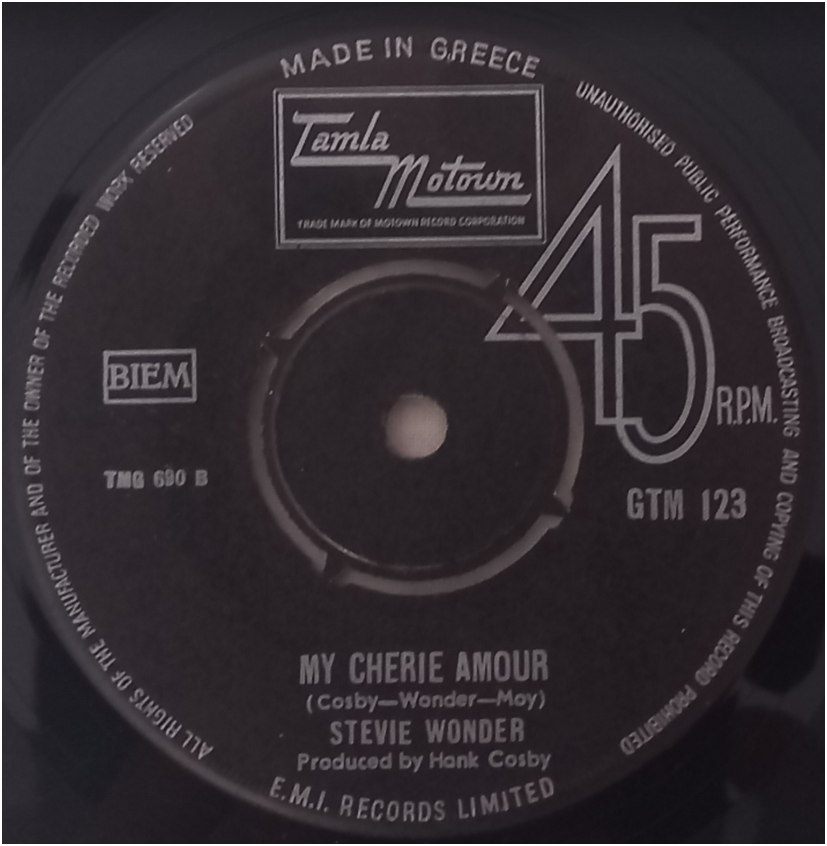 MADE IN GREECE
Tamla
Motown
TRADE MARK OF MOTOWN RECORD CORPORATION
UNAUTHORISED PUBLIC PERFORMANCE BROADCASTING AND COPYING OF THIS RECORD PROHIBITED
ALL RIGHTS OF THE MANUFACTURER AND OF THE OWNER OF THE RECORDED WORK RESERVED
45
R.P.M.
BIEM
TMG 690 B
GTM 123
MY CHERIE AMOUR
(Cosby—Wonder—Moy)
STEVIE WONDER
Produced by Hank Cosby
E.M.I. RECORDS LIMITED